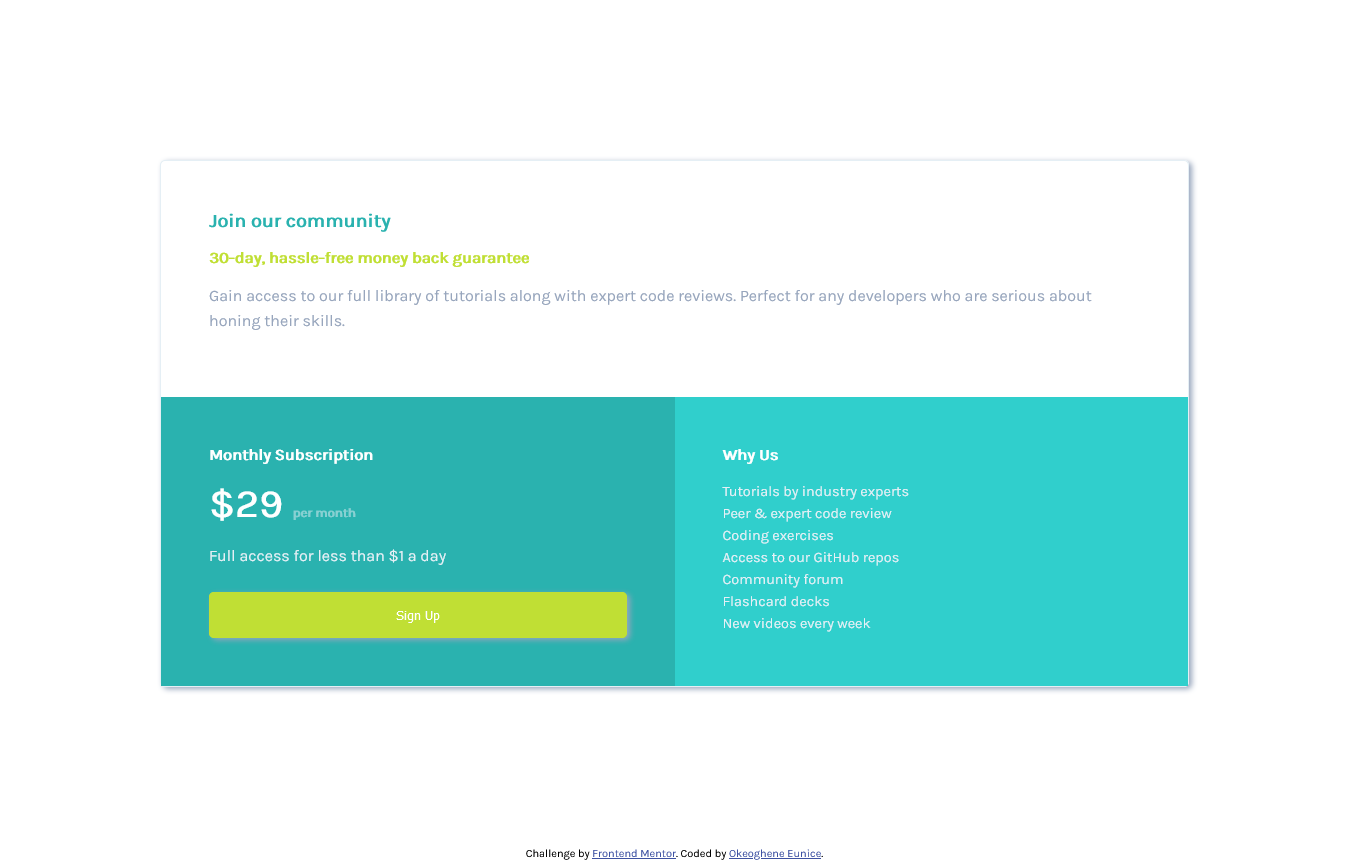 Join our community
30-day, hassle-free money back guarantee
Gain access to our full library of tutorials along with expert code reviews. Perfect for any developers who are serious about
honing their skills.
Monthly Subscription
$29 per month
Full access for less than $1 a day
Sign Up
Why Us
Tutorials by industry experts
Peer & expert code review
Coding exercises
Access to our GitHub repos
Community forum
Flashcard decks
New videos every week
Challenge by Frontend Mentor. Coded by Okeoghene Eunice.